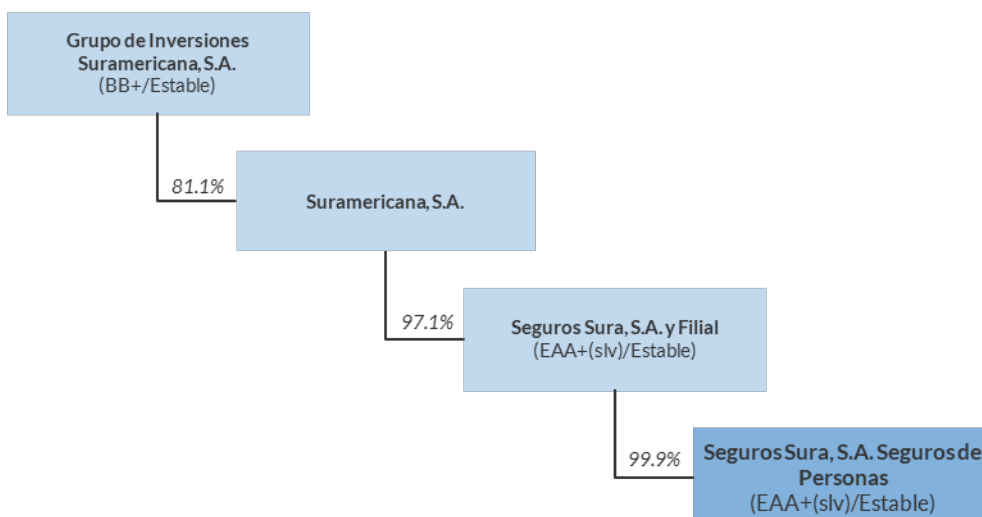 Grupo de Inversiones
Suramericana, S.A.
(BB+/Estable)
81.1%
Suramericana, S.A.
97.1%
Seguros Sura, S.A. y Filial
(EAA+(slv)/Estable)
99.9%
Seguros Sura, S.A. Seguros de
Personas
(EAA+(slv)/Estable)